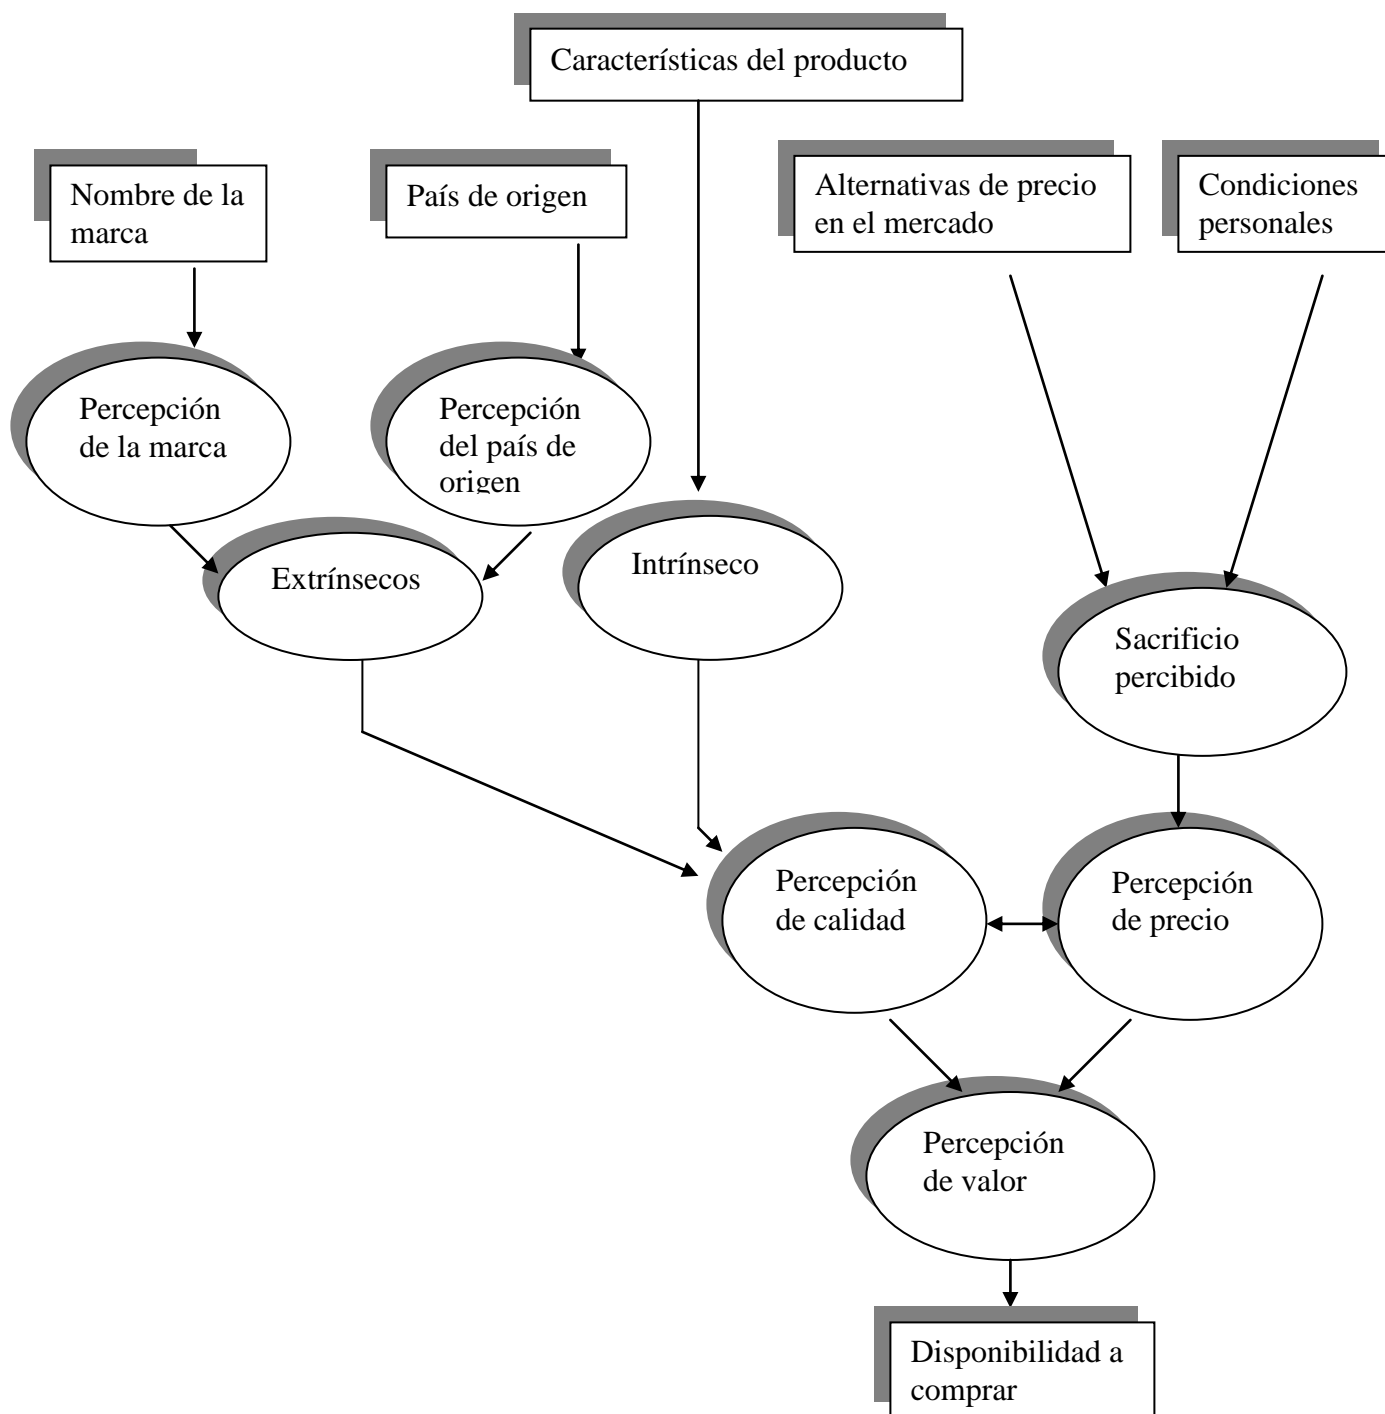 Características del producto
Nombre de la
marca
País de origen
Alternativas de precio
en el mercado
Condiciones
personales
Percepción
de la marca
Percepción
del país de
origen
Extrínsecos
Intrínseco
Sacrificio
percibido
Percepción
de calidad
Percepción
de precio
Percepción
de valor
Disponibilidad a
comprar